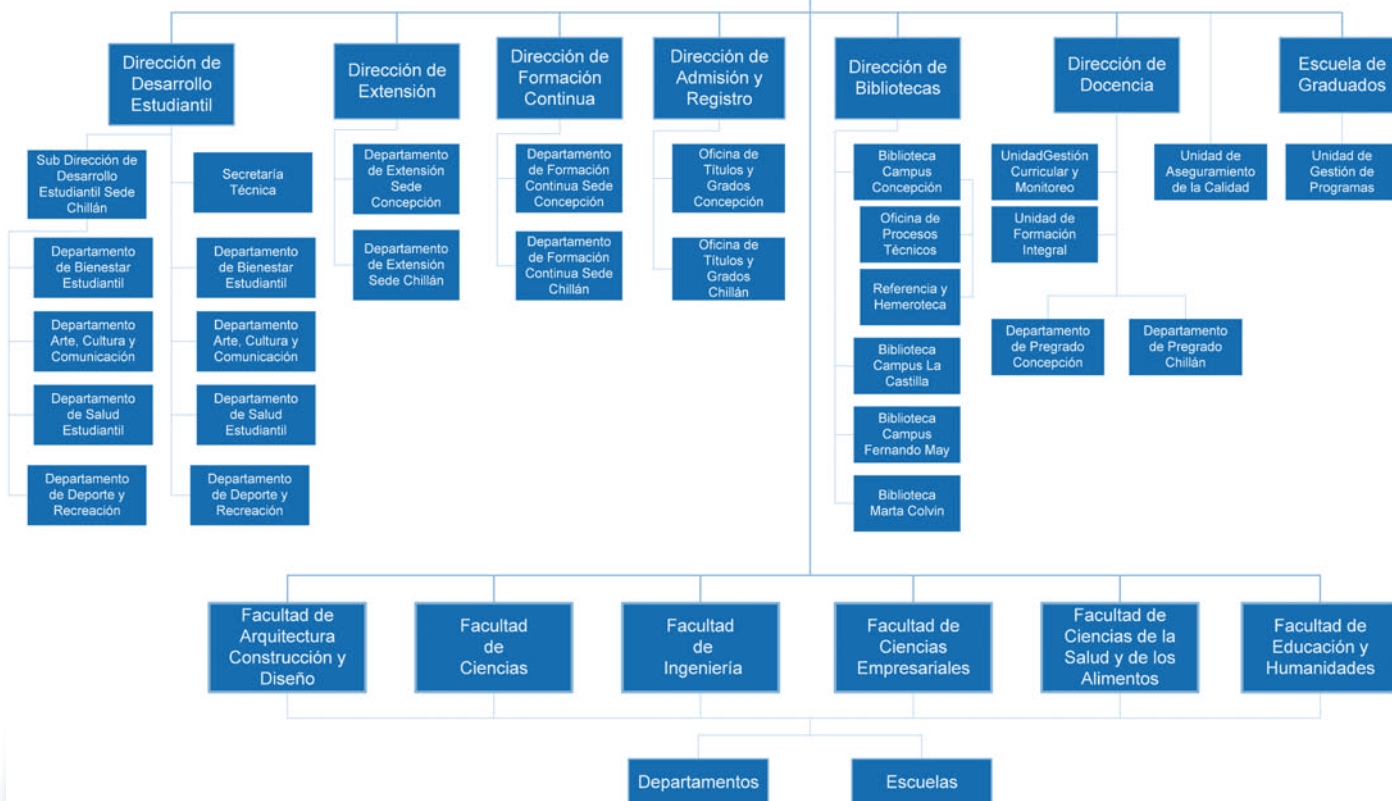 Dirección de
Desarrollo
Estudiantil
Dirección de
Extensión
Dirección de
Formación
Continua
Dirección de
Admisión y
Registro
Dirección de
Bibliotecas
Dirección de
Docencia
Escuela de
Graduados
Sub Dirección de
Desarrollo
Estudiantil Sede
Chillán
Secretaría
Técnica
Departamento
de Bienestar
Estudiantil
Departamento
de Bienestar
Estudiantil
Departamento
Arte, Cultura y
Comunicación
Departamento
Arte, Cultura y
Comunicación
Departamento
de Salud
Estudiantil
Departamento
de Salud
Estudiantil
Departamento
de Deporte y
Recreación
Departamento
de Deporte y
Recreación
Departamento
de Extensión
Sede
Concepción
Departamento
de Extensión
Sede Chillán
Departamento
de Formación
Continua Sede
Concepción
Departamento
de Formación
Continua Sede
Chillán
Oficina de
Títulos y
Grados
Concepción
Oficina de
Títulos y
Grados
Chillán
Biblioteca
Campus
Concepción
Oficina de
Procesos
Técnicos
Referencia y
Hemeroteca
Biblioteca
Campus La
Castilla
Biblioteca
Campus
Fernando May
Biblioteca
Marta Colvin
UnidadGestión
Curricular y
Monitoreo
Unidad de
Formación
Integral
Departamento
de Pregrado
Concepción
Departamento
de Pregrado
Chillán
Unidad de
Aseguramiento
de la Calidad
Unidad de
Gestión de
Programas
Facultad de
Arquitectura
Construcción y
Diseño
Facultad
de
Ciencias
Facultad
de
Ingeniería
Facultad de
Ciencias
Empresariales
Facultad de
Ciencias de la
Salud y de los
Alimentos
Facultad de
Educación y
Humanidades
Departamentos
Escuelas